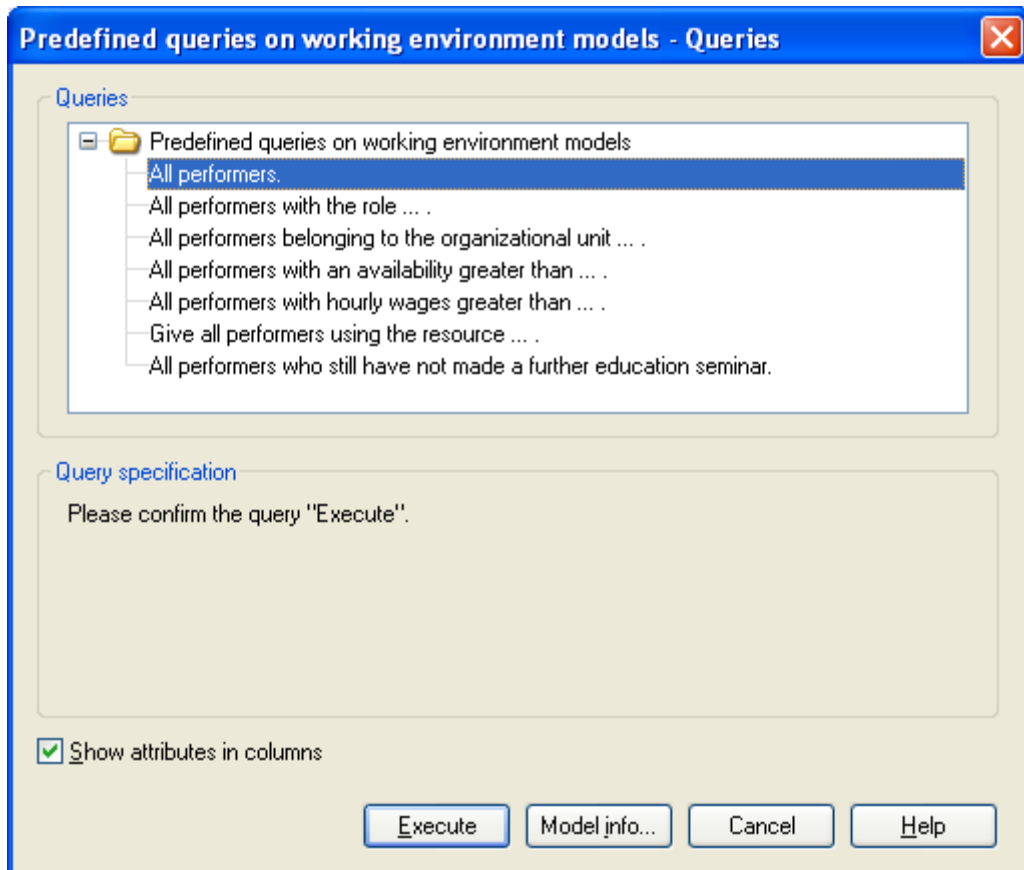 Predefined queries on working environment models - Queries
Queries
Predefined queries on working environment models
All performers.
All performers with the role ... .
All performers belonging to the organizational unit ... .
All performers with an availability greater than ... .
All performers with hourly wages greater than ... .
Give all performers using the resource ... .
All performers who still have not made a further education seminar.
Query specification
Please confirm the query "Execute".
Show attributes in columns
Execute Model info... Cancel Help